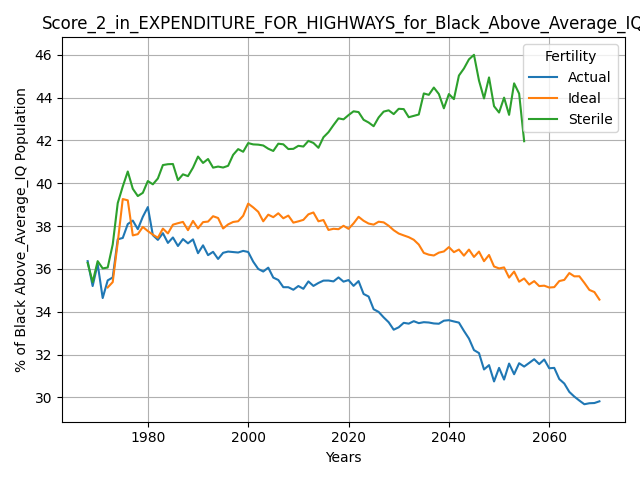 Score_2_in_EXPENDITURE_FOR_HIGHWAYS_for_Black_Above_Average_IQ
% of Black Above_Average_IQ Population
46
44
42
40
38
36
34
32
30
Fertility
Actual
Ideal
Sterile
1980
2000
2020
2040
2060
Years